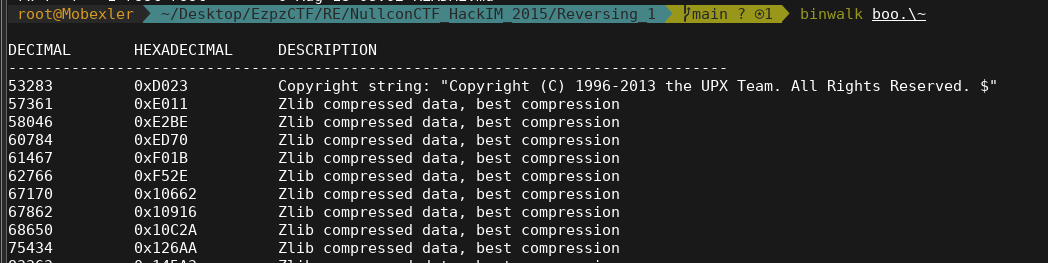 root@Mobexler ~/Desktop/EzpzCTF/RE/NullconCTF_HackIM_2015/Reversing_1 main ? ⊙1 binwalk boo.\~
DECIMAL HEXADECIMAL DESCRIPTION
--------------------------------------------------------------------------------
53283 0xD023 Copyright string: "Copyright (C) 1996-2013 the UPX Team. All Rights Reserved. $"
57361 0xE011 Zlib compressed data, best compression
58046 0xE2BE Zlib compressed data, best compression
60784 0xED70 Zlib compressed data, best compression
61467 0xF01B Zlib compressed data, best compression
62766 0xF52E Zlib compressed data, best compression
67170 0x10662 Zlib compressed data, best compression
67862 0x10916 Zlib compressed data, best compression
68650 0x10C2A Zlib compressed data, best compression
75434 0x126AA Zlib compressed data, best compression